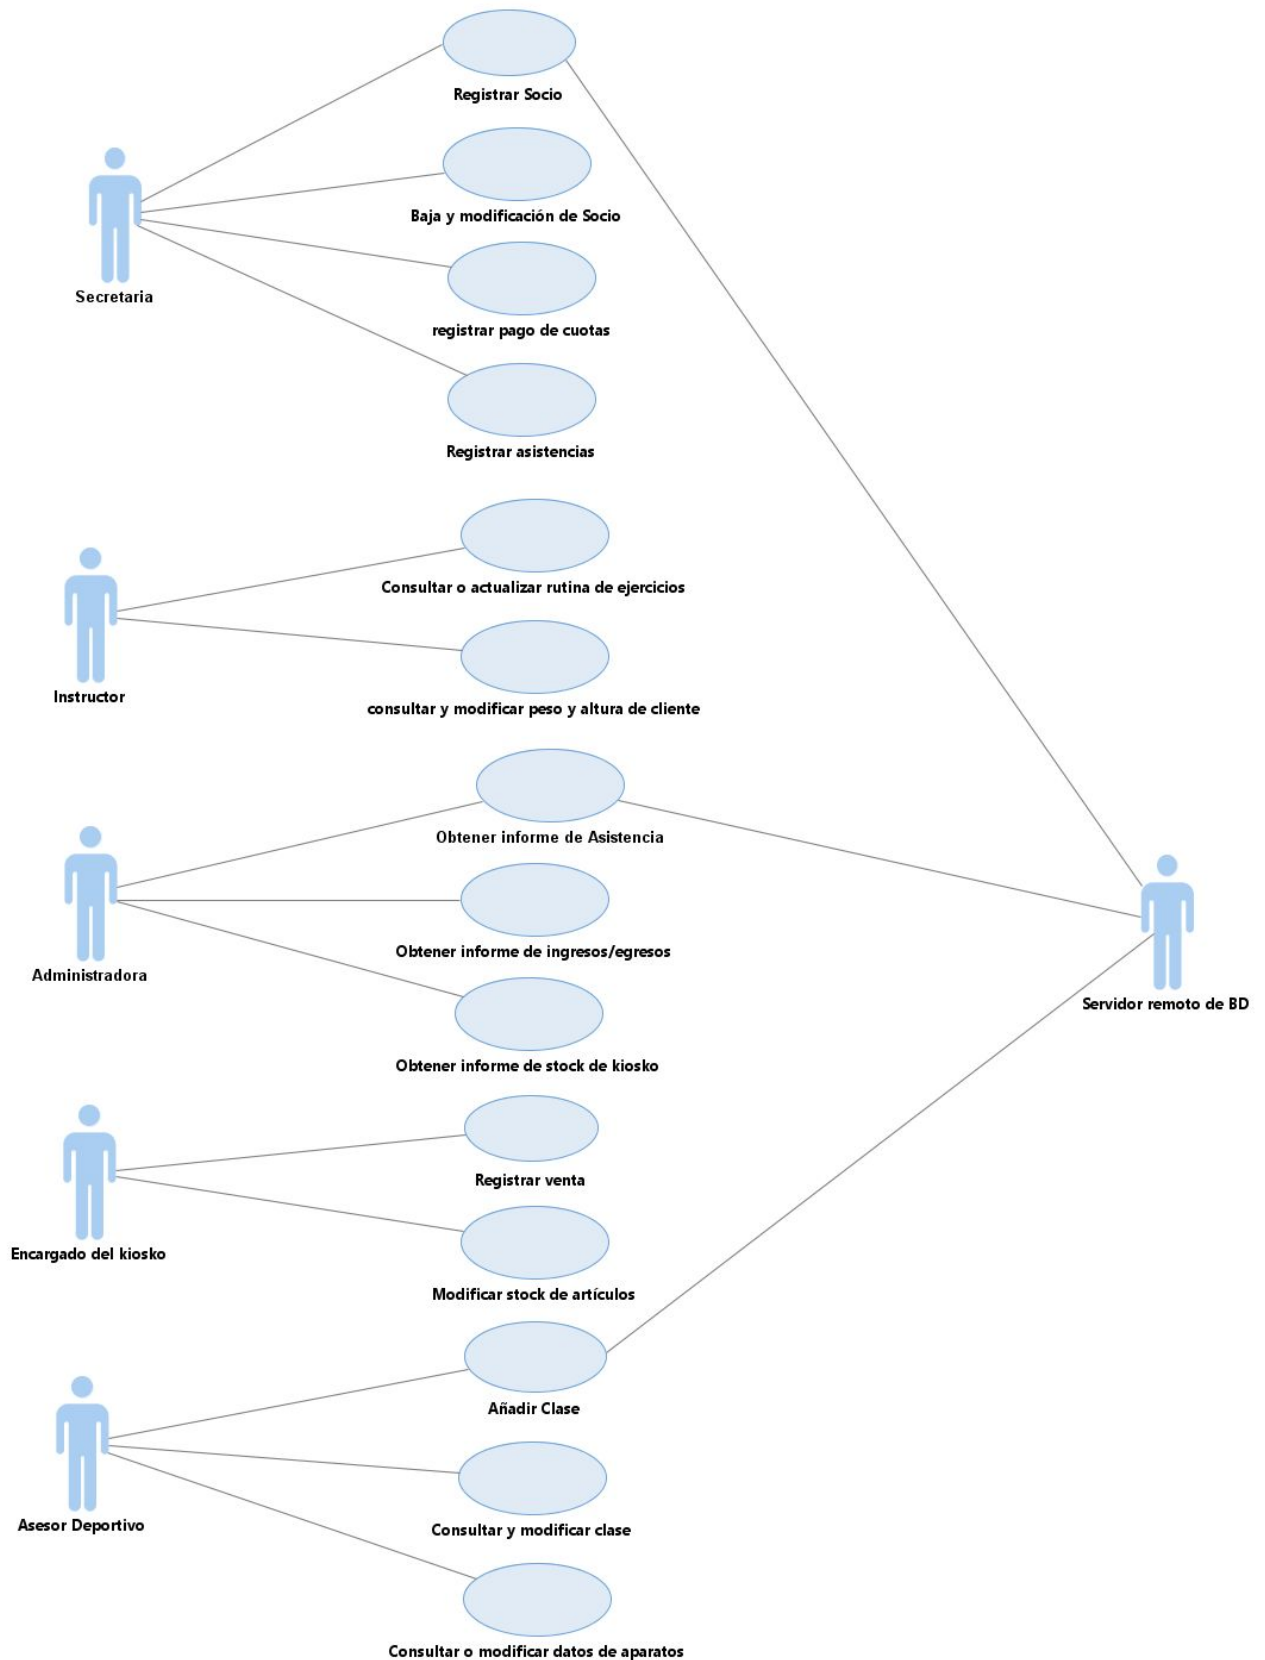 Registrar Socio
Baja y modificación de Socio
Secretaria
registrar pago de cuotas
Registrar asistencias
Consultar o actualizar rutina de ejercicios
Instructor
consultar y modificar peso y altura de cliente
Obtener informe de Asistencia
Obtener informe de ingresos/egresos
Administradora
Servidor remoto de BD
Obtener informe de stock de kiosko
Registrar venta
Encargado del kiosko
Modificar stock de artículos
Añadir Clase
Asesor Deportivo
Consultar y modificar clase
Consultar o modificar datos de aparatos